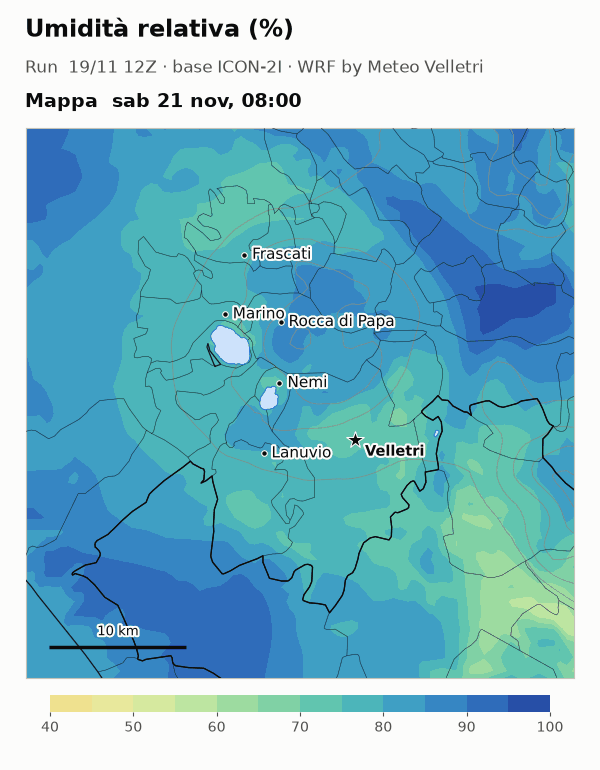 Umidità relativa (%)
Run 19/11 12Z · base ICON-2I · WRF by Meteo Velletri
Mappa sab 21 nov, 08:00
Frascati
Marino
Rocca di Papa
Nemi
Velletri
Lanuvio
10 km
40 50 60 70 80 90 100